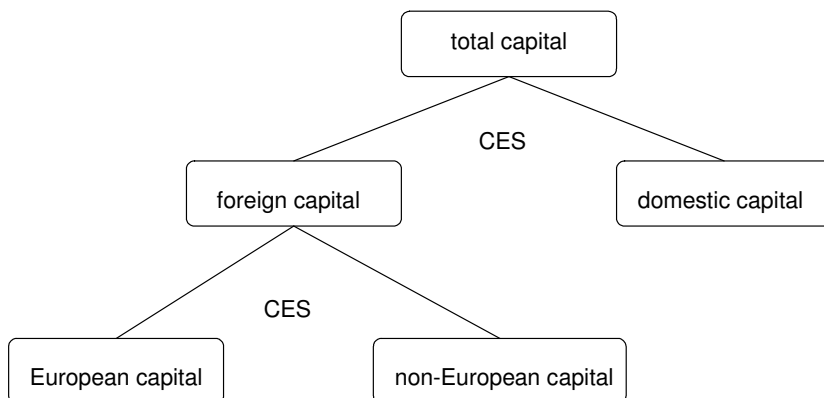 total capital
CES
foreign capital
domestic capital
CES
European capital
non-European capital